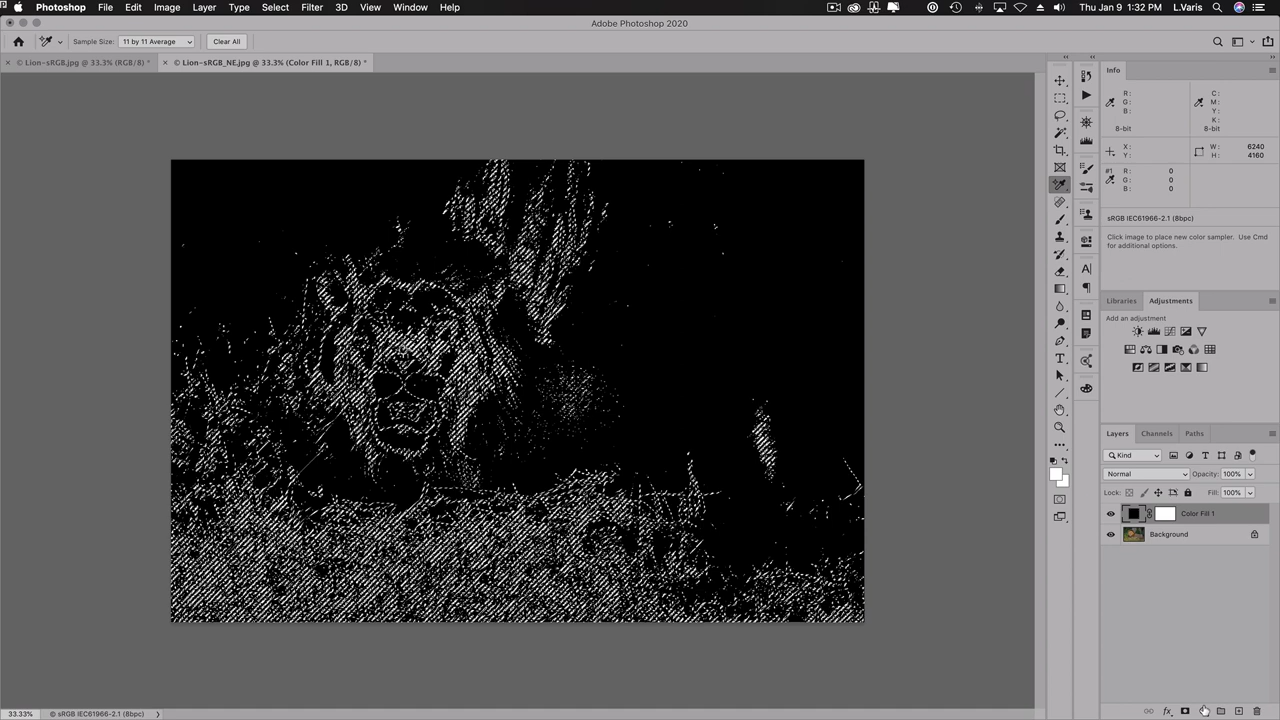 Photoshop File Edit Image Layer Type Select Filter 3D View Window Help Thu Jan 9 1:32 PM L.Varis
Adobe Photoshop 2020
Sample Size: 11 by 11 Average Clear All
© Lion-sRGB.jpg @ 33.3% (RGB/8) * © Lion-sRGB_NE.jpg @ 33.3% (Color Fill 1, RGB/8) *
Info
R: C:
G: M:
B: Y:
K:
8-bit 8-bit
X: W: 6240
Y: H: 4160
#1 R: 0
G: 0
B: 0
sRGB IEC61966-2.1 (8bpc)
Click image to place new color sampler. Use Cmd
for additional options.
Libraries Adjustments
Add an adjustment
Layers Channels Paths
Kind
Normal Opacity: 100%
Lock: Fill: 100%
Color Fill 1
Background
fx
33.33% © sRGB IEC61966-2.1 (8bpc)